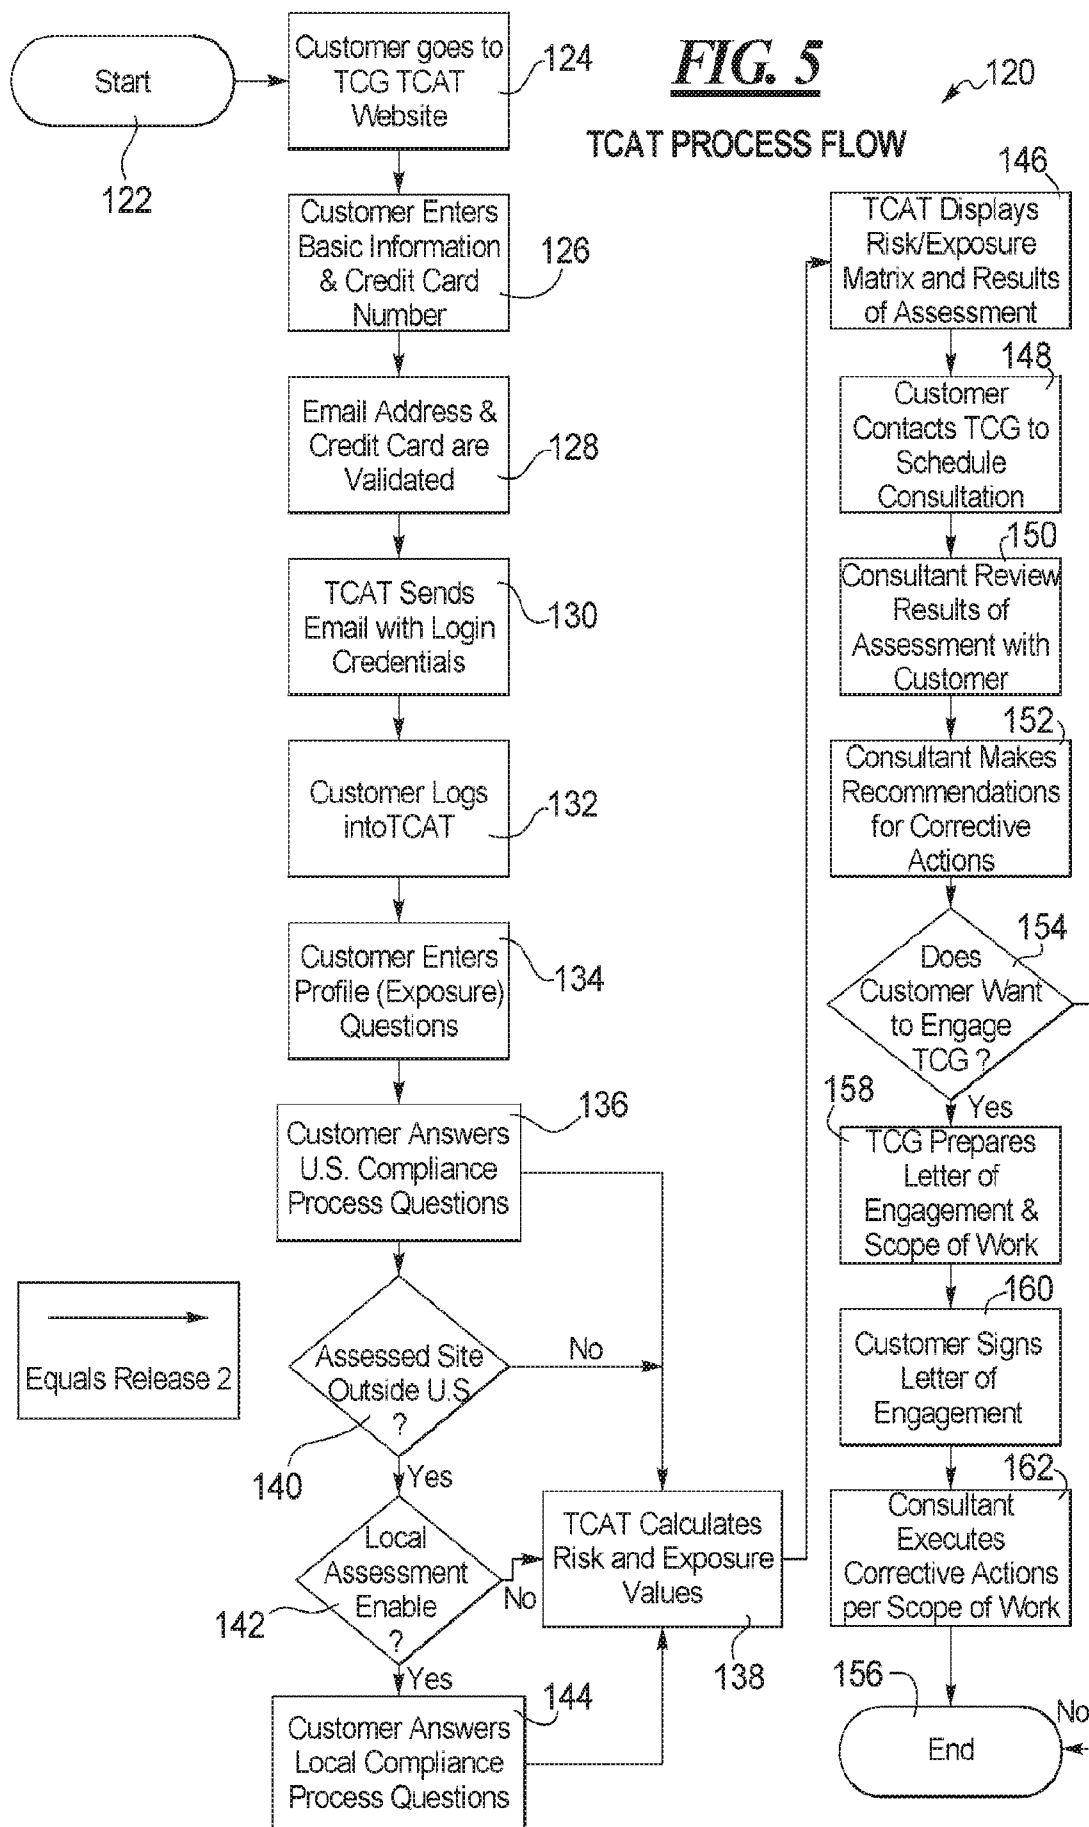 FIG. 5
120
TCAT PROCESS FLOW
Start
122
Customer goes to
TCG TCAT
Website
124
Customer Enters
Basic Information
& Credit Card
Number
126
Email Address &
Credit Card are
Validated
128
TCAT Sends
Email with Login
Credentials
130
Customer Logs
intoTCAT
132
Customer Enters
Profile (Exposure)
Questions
134
Customer Answers
U.S. Compliance
Process Questions
136
Equals Release 2
Assessed Site
Outside U.S
?
140
No
Yes
Local
Assessment
Enable
?
142
No
Yes
Customer Answers
Local Compliance
Process Questions
144
TCAT Calculates
Risk and Exposure
Values
138
TCAT Displays
Risk/Exposure
Matrix and Results
of Assessment
146
Customer
Contacts TCG to
Schedule
Consultation
148
Consultant Review
Results of
Assessment with
Customer
150
Consultant Makes
Recommendations
for Corrective
Actions
152
Does
Customer Want
to Engage
TCG ?
154
Yes
TCG Prepares
Letter of
Engagement &
Scope of Work
158
Customer Signs
Letter of
Engagement
160
Consultant
Executes
Corrective Actions
per Scope of Work
162
End
156
No